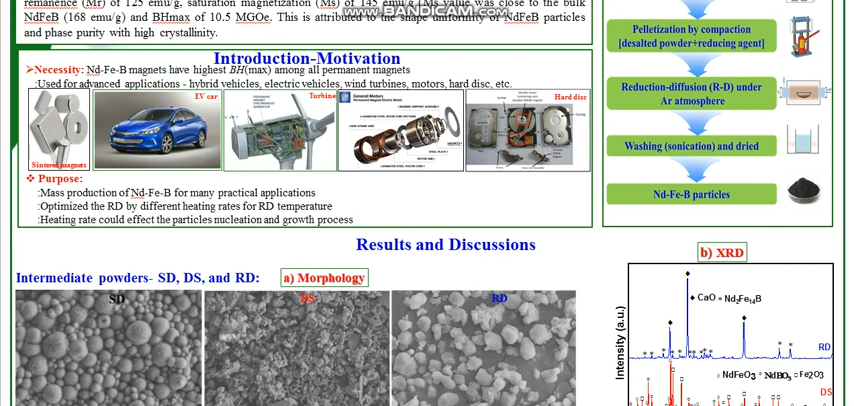 remanence (Mr) of 125 emu/g, saturation magnetization (Ms) of 145 emu/g (Ms value was close to the bulk
NdFeB (168 emu/g) and BHmax of 10.5 MGOe. This is attributed to the shape uniformity of NdFeB particles
and phase purity with high crystallinity.
www.BANDICAM.com
Introduction-Motivation
➢Necessity: Nd-Fe-B magnets have highest BH(max) among all permanent magnets
:Used for advanced applications - hybrid vehicles, electric vehicles, wind turbines, motors, hard disc, etc.
Sintered magnets
EV car
Turbine
General Motors
Hard disc
❖ Purpose:
:Mass production of Nd-Fe-B for many practical applications
:Optimized the RD by different heating rates for RD temperature
:Heating rate could effect the particles nucleation and growth process
Pelletization by compaction
[desalted powder+reducing agent]
Reduction-diffusion (R-D) under
Ar atmosphere
Washing (sonication) and dried
Nd-Fe-B particles
Results and Discussions
Intermediate powders- SD, DS, and RD:
a) Morphology
SD
DS
RD
b) XRD
Intensity (a.u.)
♦ CaO * Nd2Fe14B
RD
◊ NdFeO3 ° NdBO3 □ Fe2O3
DS